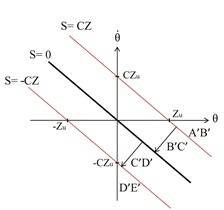 S= CZ
θ̇
S= 0
CZu
S= -CZ
Zu
A′B′
-Zu
B′C′
θ
-CZu
C′D′
D′E′